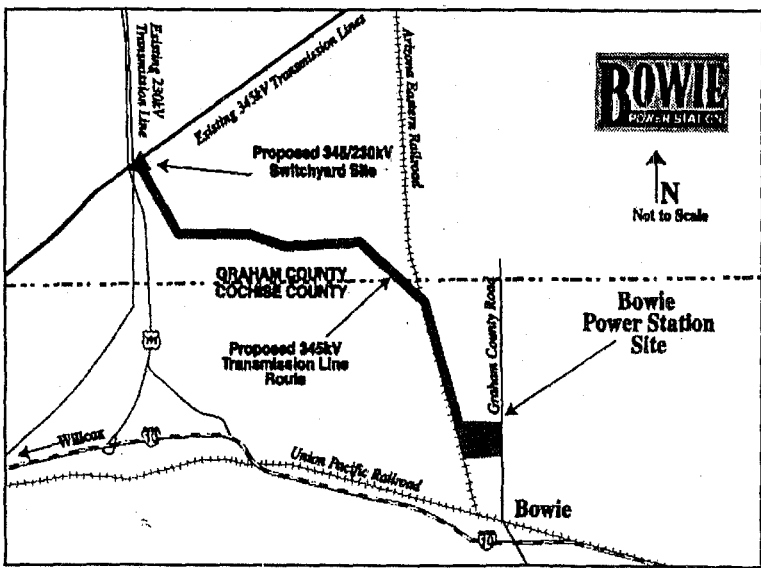 Existing 230kV
Transmission Line
Existing 345kV Transmission Lines
Arizona Eastern Railroad
BOWIE
POWER STATION
Proposed 345/230kV
Switchyard Site
N
Not to Scale
GRAHAM COUNTY
COCHISE COUNTY
Graham County Road
Bowie
Power Station
Site
Proposed 345kV
Transmission Line
Route
Willcox
10
Union Pacific Railroad
Bowie
10